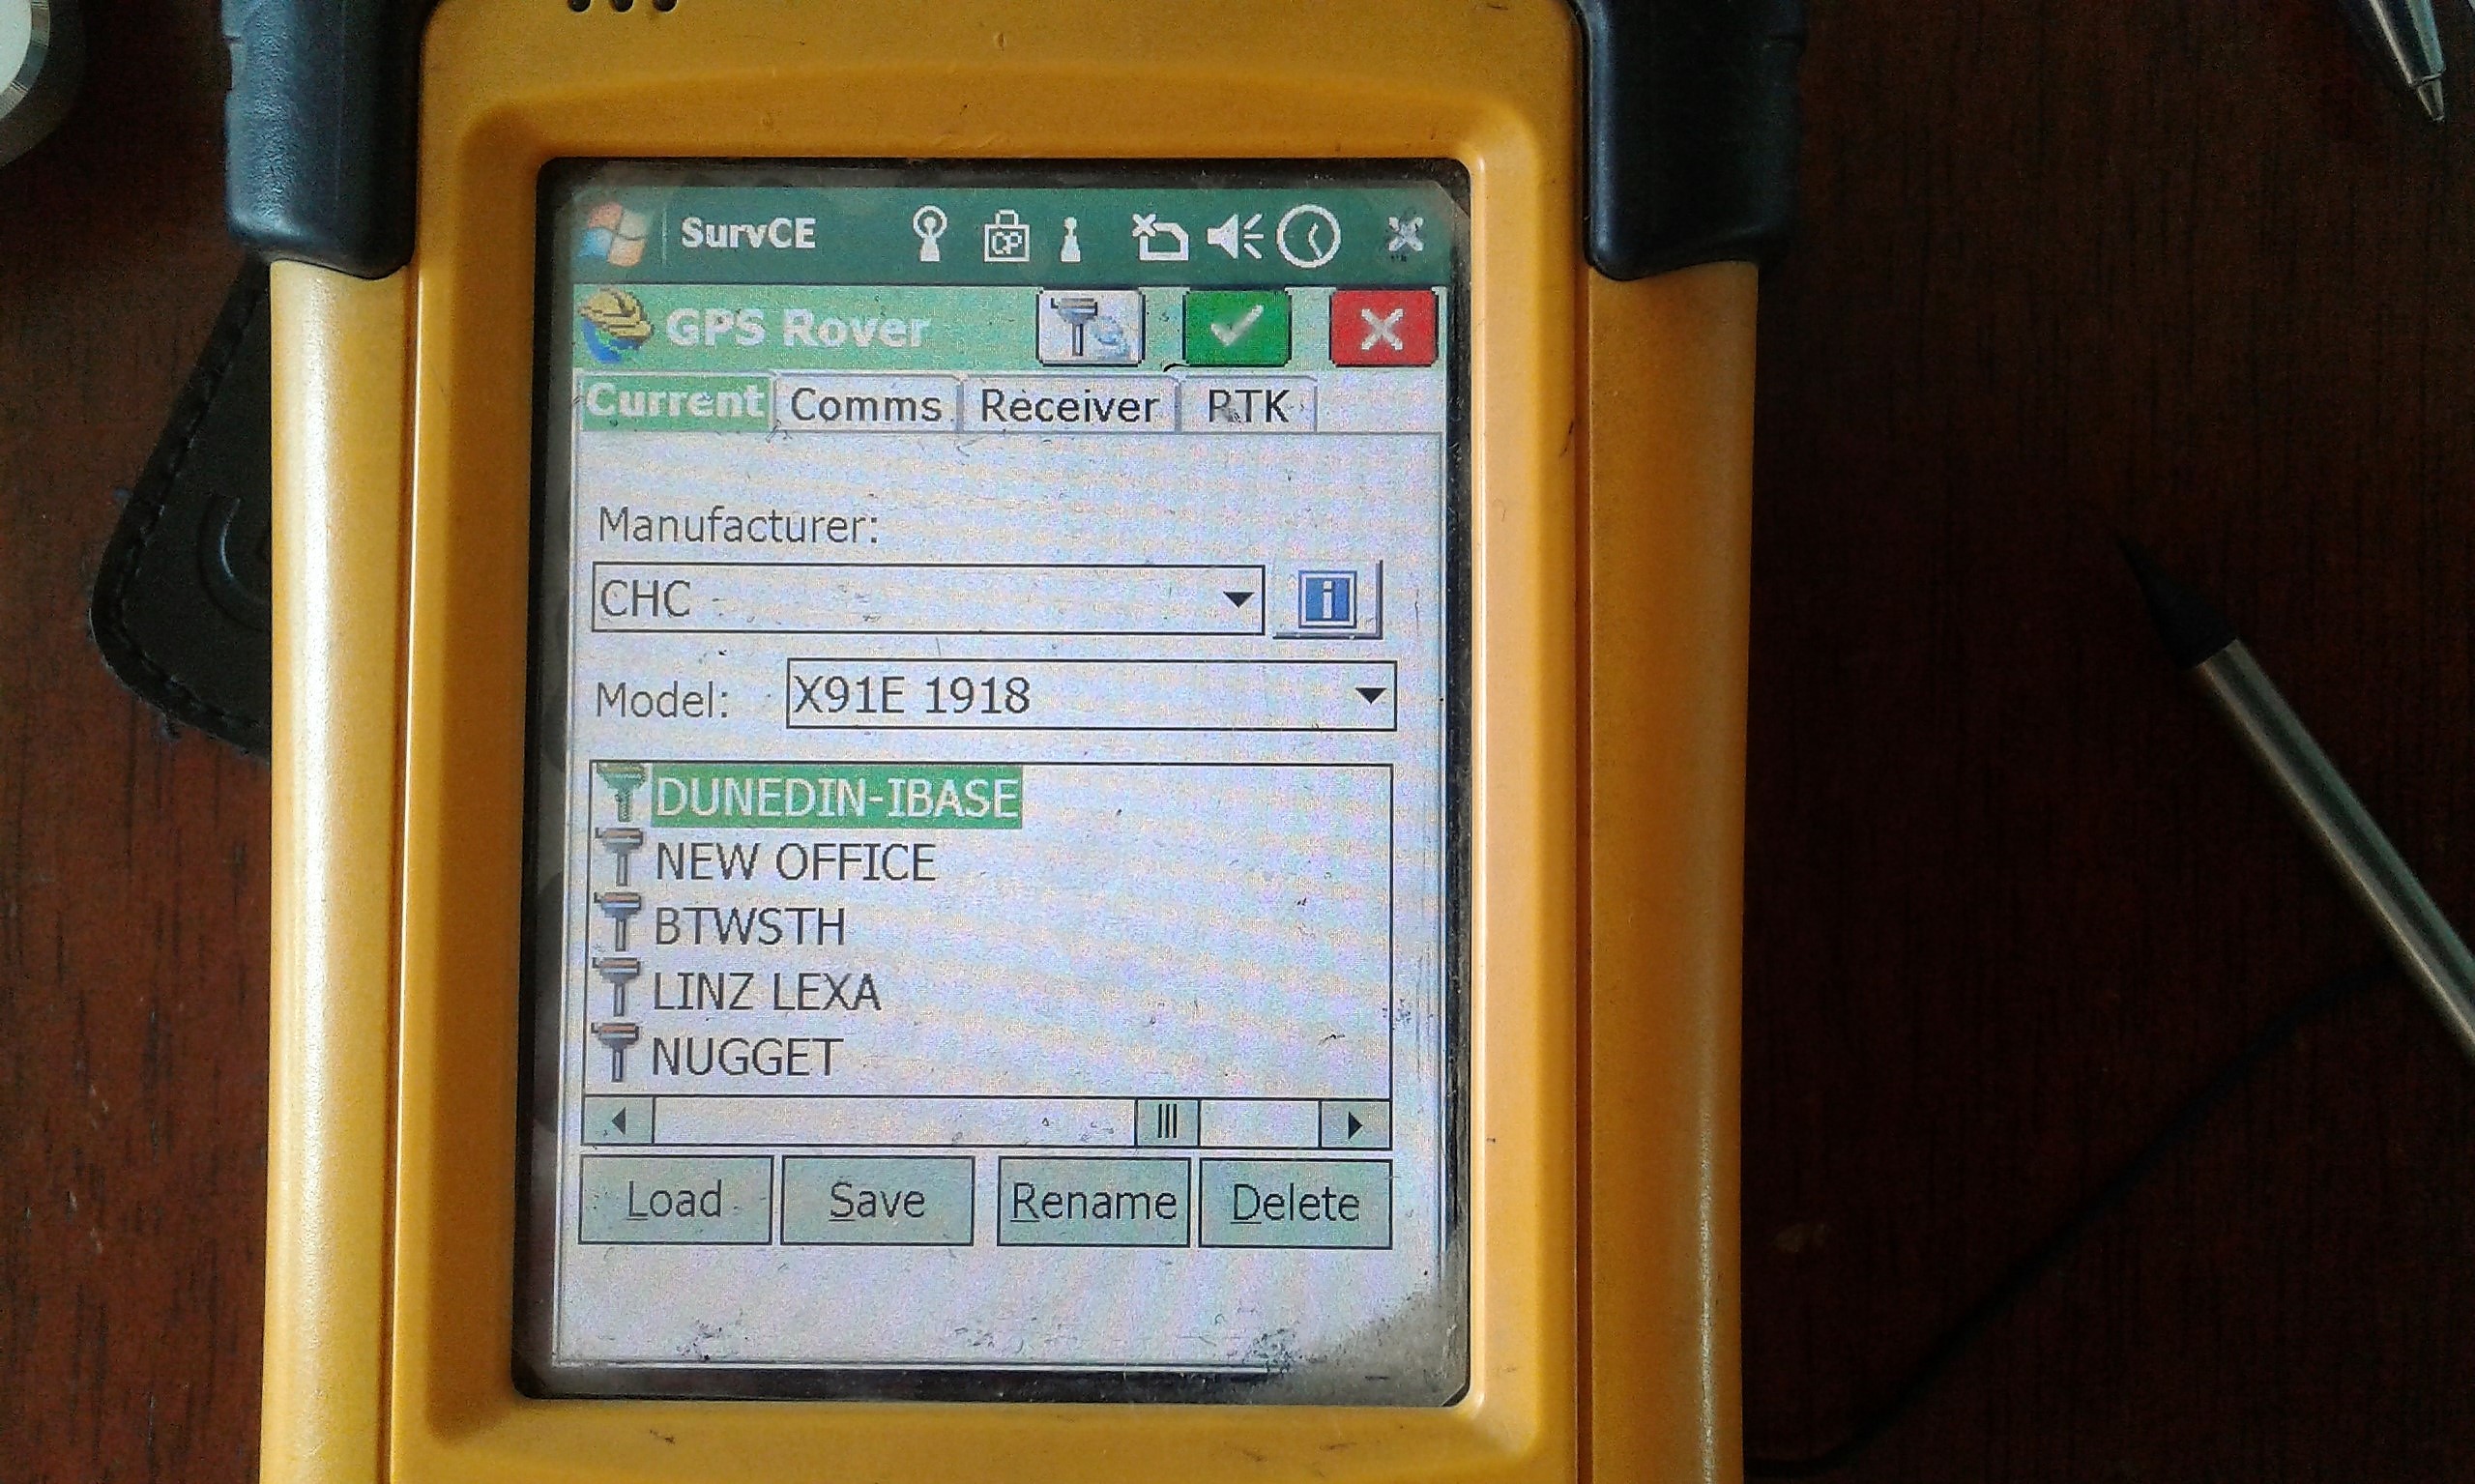 SurvCE
CP
GPS Rover
Current Comms Receiver RTK
Manufacturer:
CHC
Model: X91E 1918
DUNEDIN-IBASE
NEW OFFICE
BTWSTH
LINZ LEXA
NUGGET
Load Save Rename Delete